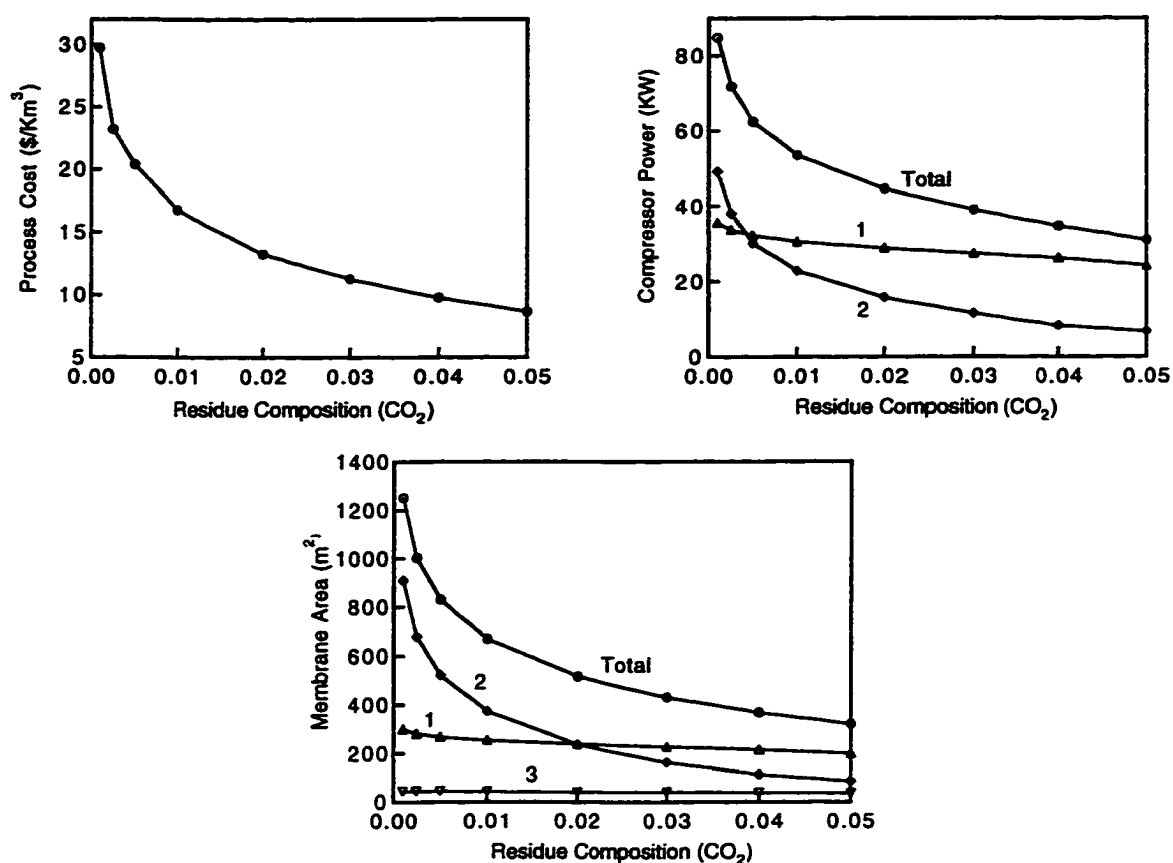 Process Cost ($/Km³)
30
25
20
15
10
5
0.00 0.01 0.02 0.03 0.04 0.05
Residue Composition (CO₂)
Compressor Power (KW)
80
60
40
20
0
Total
1
2
0.00 0.01 0.02 0.03 0.04 0.05
Residue Composition (CO₂)
Membrane Area (m²)
1400
1200
1000
800
600
400
200
0
Total
2
1
3
0.00 0.01 0.02 0.03 0.04 0.05
Residue Composition (CO₂)